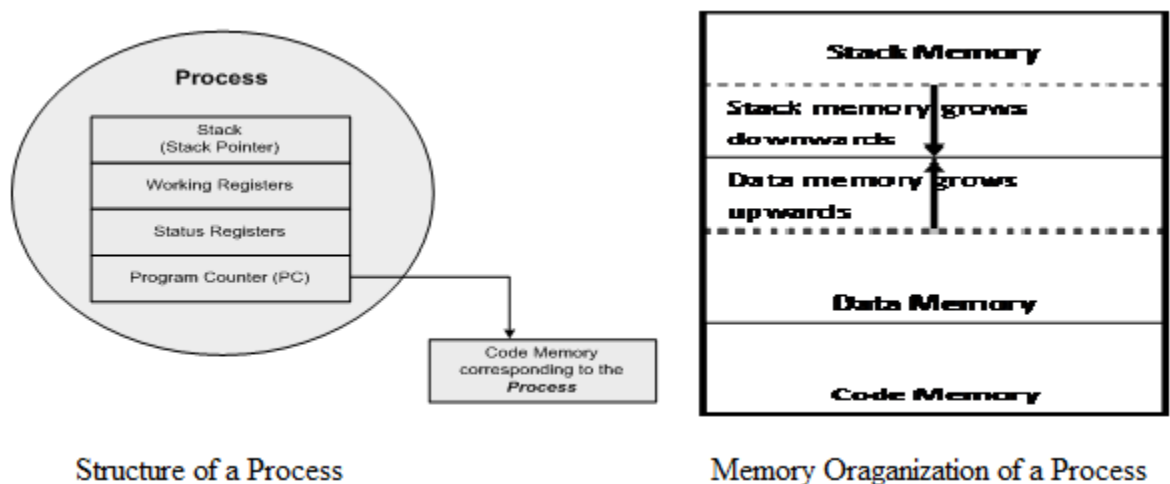 Process
Stack
(Stack Pointer)
Working Registers
Status Registers
Program Counter (PC)
Code Memory
corresponding to the
Process
Structure of a Process
Stack Memory
Stack memory grows
downwards
Data memory grows
upwards
Data Memory
Code Memory
Memory Oraganization of a Process